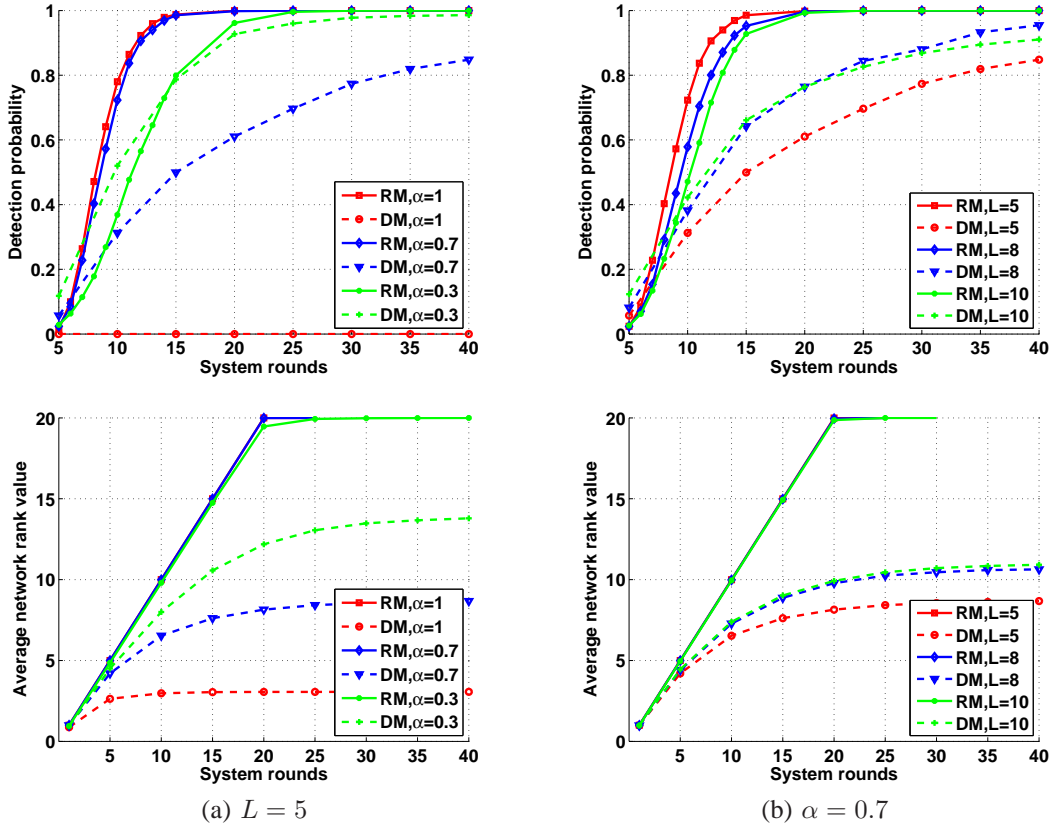 Detection probability
1
0.8
0.6
0.4
0.2
0
5 10 15 20 25 30 35 40
System rounds
RM,α=1
DM,α=1
RM,α=0.7
DM,α=0.7
RM,α=0.3
DM,α=0.3
Detection probability
1
0.8
0.6
0.4
0.2
0
5 10 15 20 25 30 35 40
System rounds
RM,L=5
DM,L=5
RM,L=8
DM,L=8
RM,L=10
DM,L=10
Average network rank value
20
15
10
5
0
5 10 15 20 25 30 35 40
System rounds
RM,α=1
DM,α=1
RM,α=0.7
DM,α=0.7
RM,α=0.3
DM,α=0.3
Average network rank value
20
15
10
5
0
5 10 15 20 25 30 35 40
System rounds
RM,L=5
DM,L=5
RM,L=8
DM,L=8
RM,L=10
DM,L=10
(a) L = 5
(b) α = 0.7